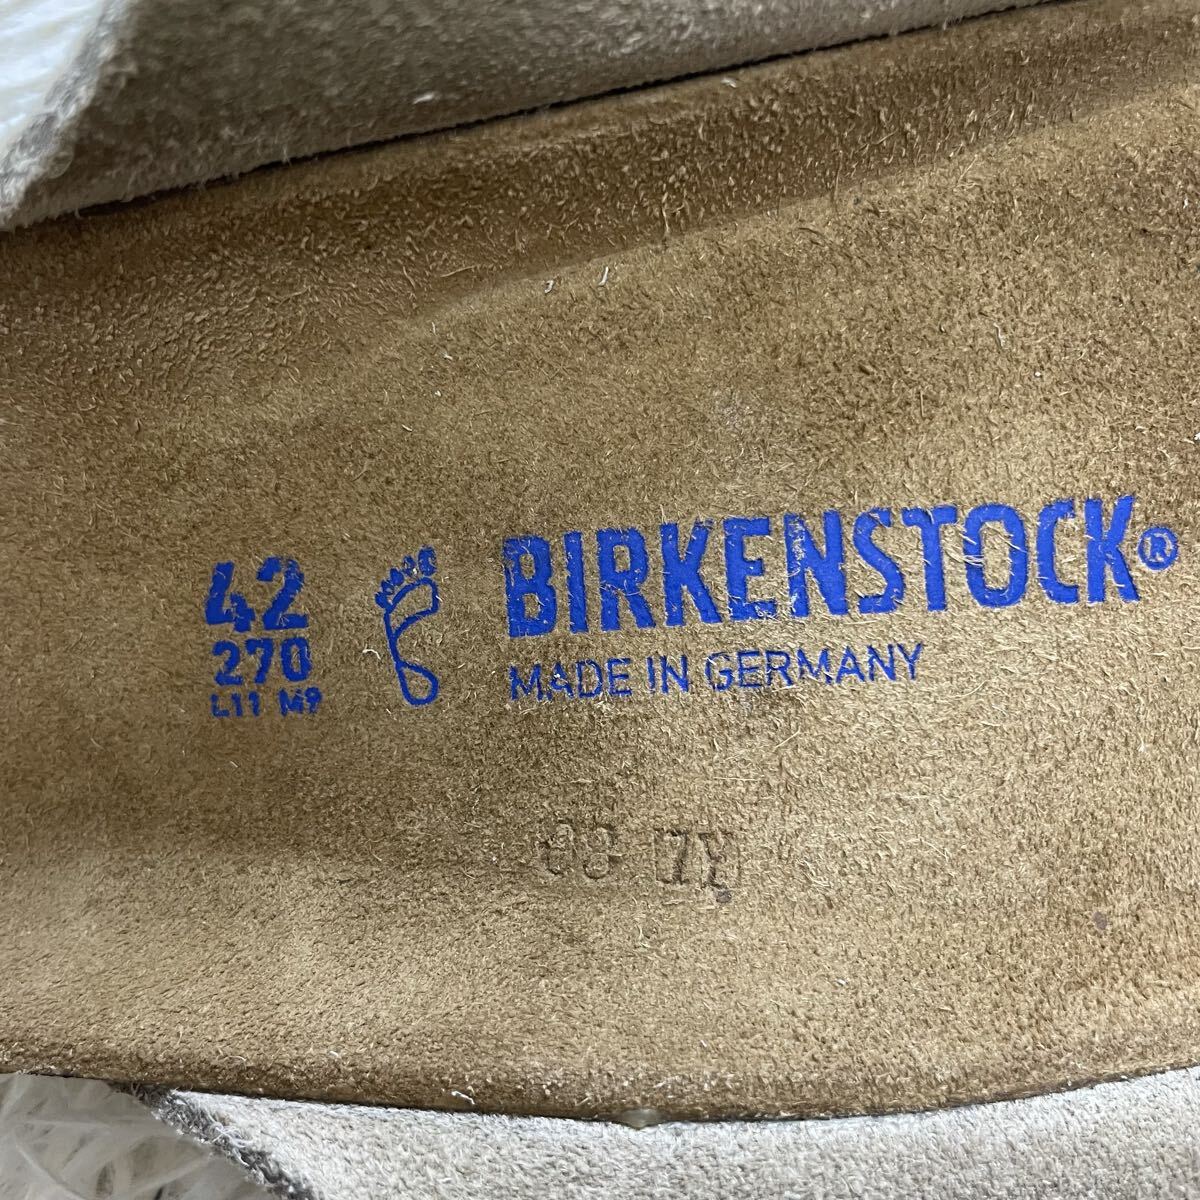 42
270
L11 M9
BIRKENSTOCK®
MADE IN GERMANY